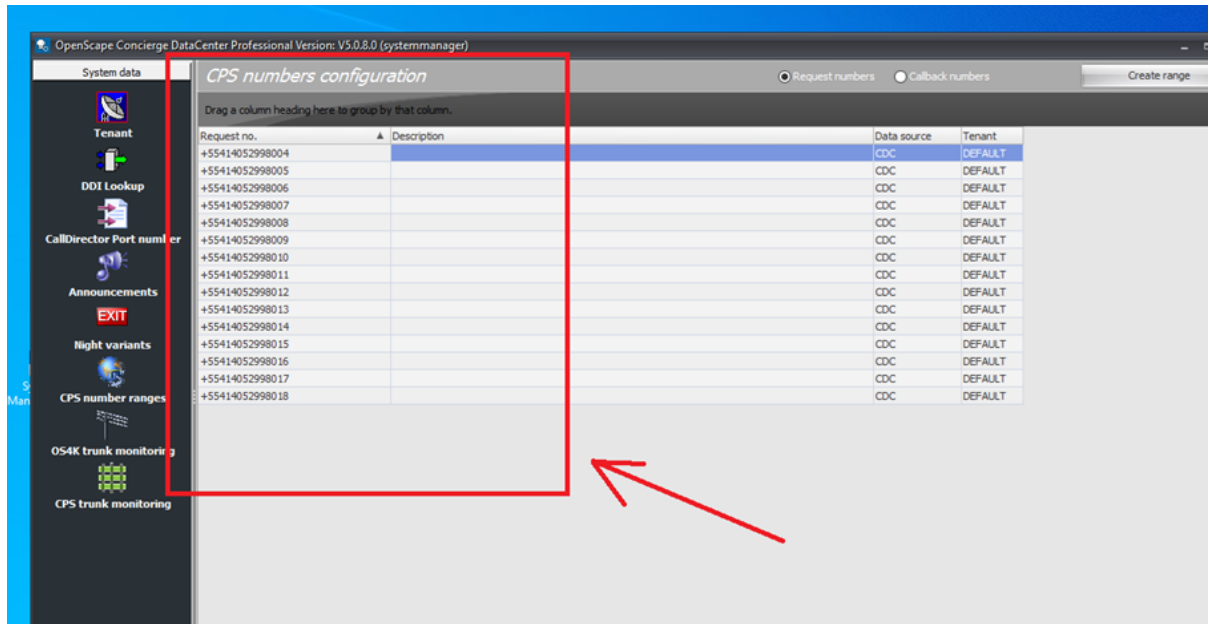 OpenScape Concierge DataCenter Professional Version: V5.0.8.0 (systemmanager)
System data
CPS numbers configuration
Request numbers
Callback numbers
Create range
Drag a column heading here to group by that column.
Request no. Description Data source Tenant
+55414052998004 CDC DEFAULT
+55414052998005 CDC DEFAULT
+55414052998006 CDC DEFAULT
+55414052998007 CDC DEFAULT
+55414052998008 CDC DEFAULT
+55414052998009 CDC DEFAULT
+55414052998010 CDC DEFAULT
+55414052998011 CDC DEFAULT
+55414052998012 CDC DEFAULT
+55414052998013 CDC DEFAULT
+55414052998014 CDC DEFAULT
+55414052998015 CDC DEFAULT
+55414052998016 CDC DEFAULT
+55414052998017 CDC DEFAULT
+55414052998018 CDC DEFAULT
Tenant
DDI Lookup
CallDirector Port number
Announcements
EXIT
Night variants
CPS number ranges
OS4K trunk monitoring
CPS trunk monitoring
S
Man